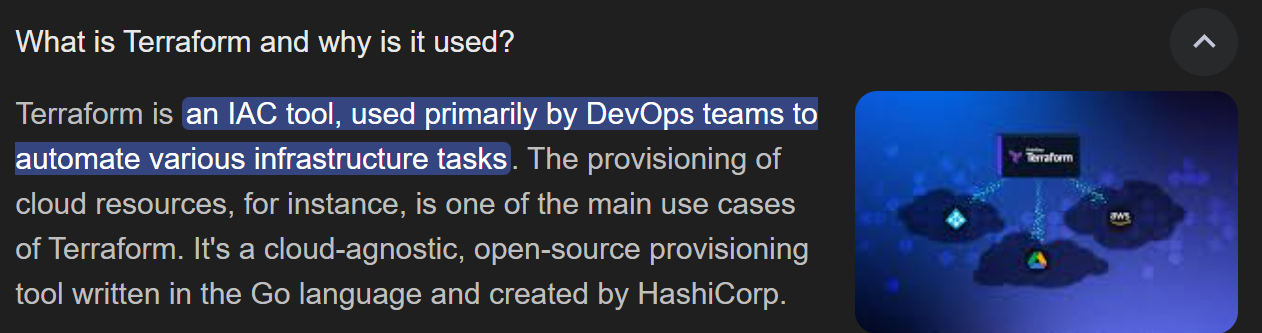 What is Terraform and why is it used?
Terraform is an IAC tool, used primarily by DevOps teams to
automate various infrastructure tasks. The provisioning of
cloud resources, for instance, is one of the main use cases
of Terraform. It's a cloud-agnostic, open-source provisioning
tool written in the Go language and created by HashiCorp.
Terraform
aws